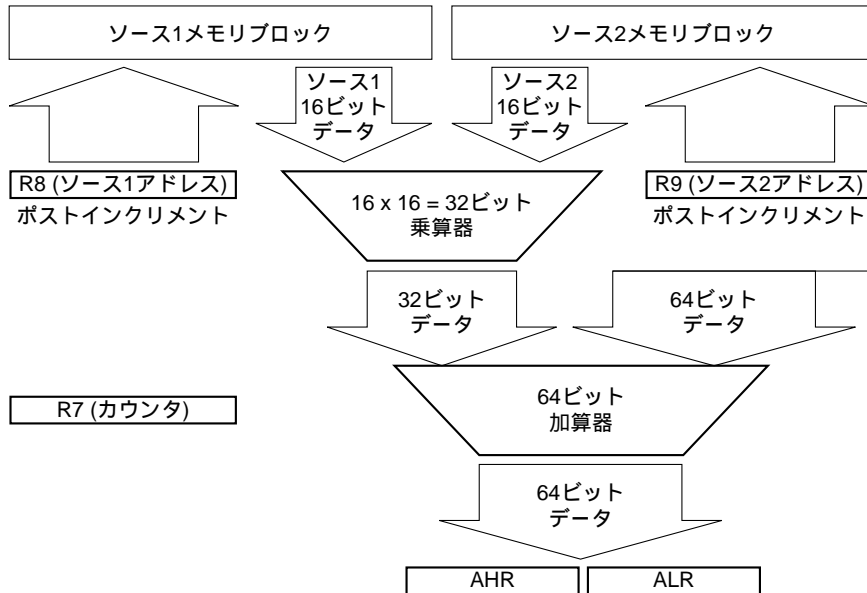 ソース1メモリブロック
ソース2メモリブロック
ソース1
16ビット
データ
ソース2
16ビット
データ
R8 (ソース1アドレス)
ポストインクリメント
16 x 16 = 32ビット
乗算器
R9 (ソース2アドレス)
ポストインクリメント
32ビット
データ
64ビット
データ
R7 (カウンタ)
64ビット
加算器
64ビット
データ
AHR
ALR